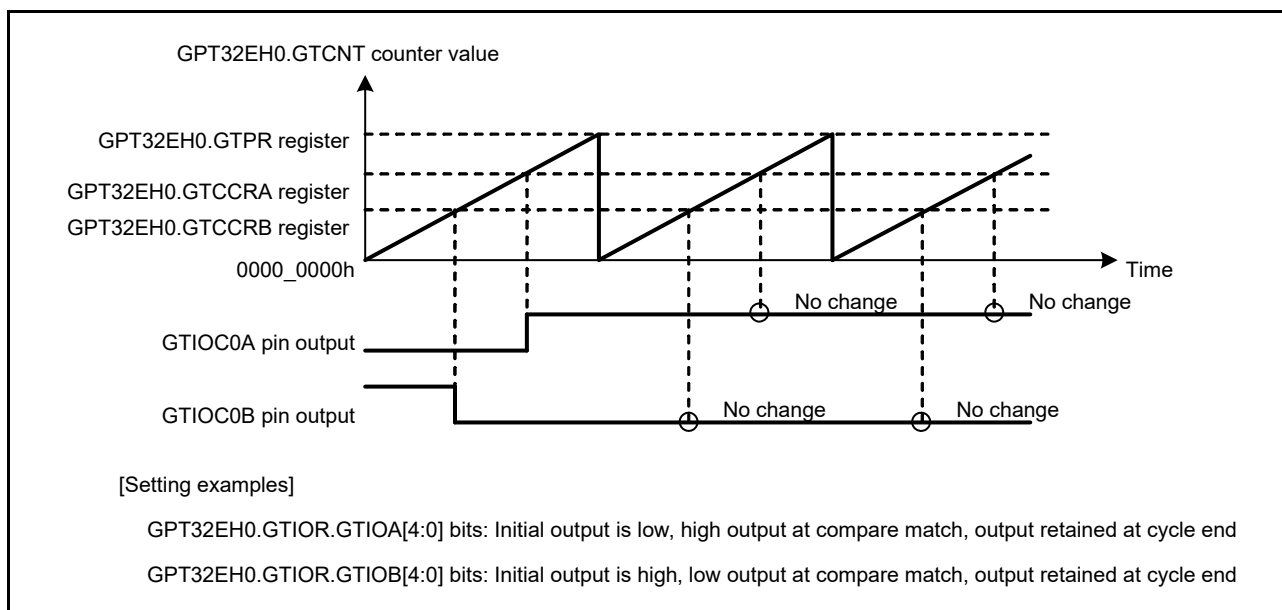 GPT32EH0.GTCNT counter value
GPT32EH0.GTPR register
GPT32EH0.GTCCRA register
GPT32EH0.GTCCRB register
0000_0000h
Time
No change
No change
GTIOC0A pin output
No change
No change
GTIOC0B pin output
[Setting examples]
GPT32EH0.GTIOR.GTIOA[4:0] bits: Initial output is low, high output at compare match, output retained at cycle end
GPT32EH0.GTIOR.GTIOB[4:0] bits: Initial output is high, low output at compare match, output retained at cycle end